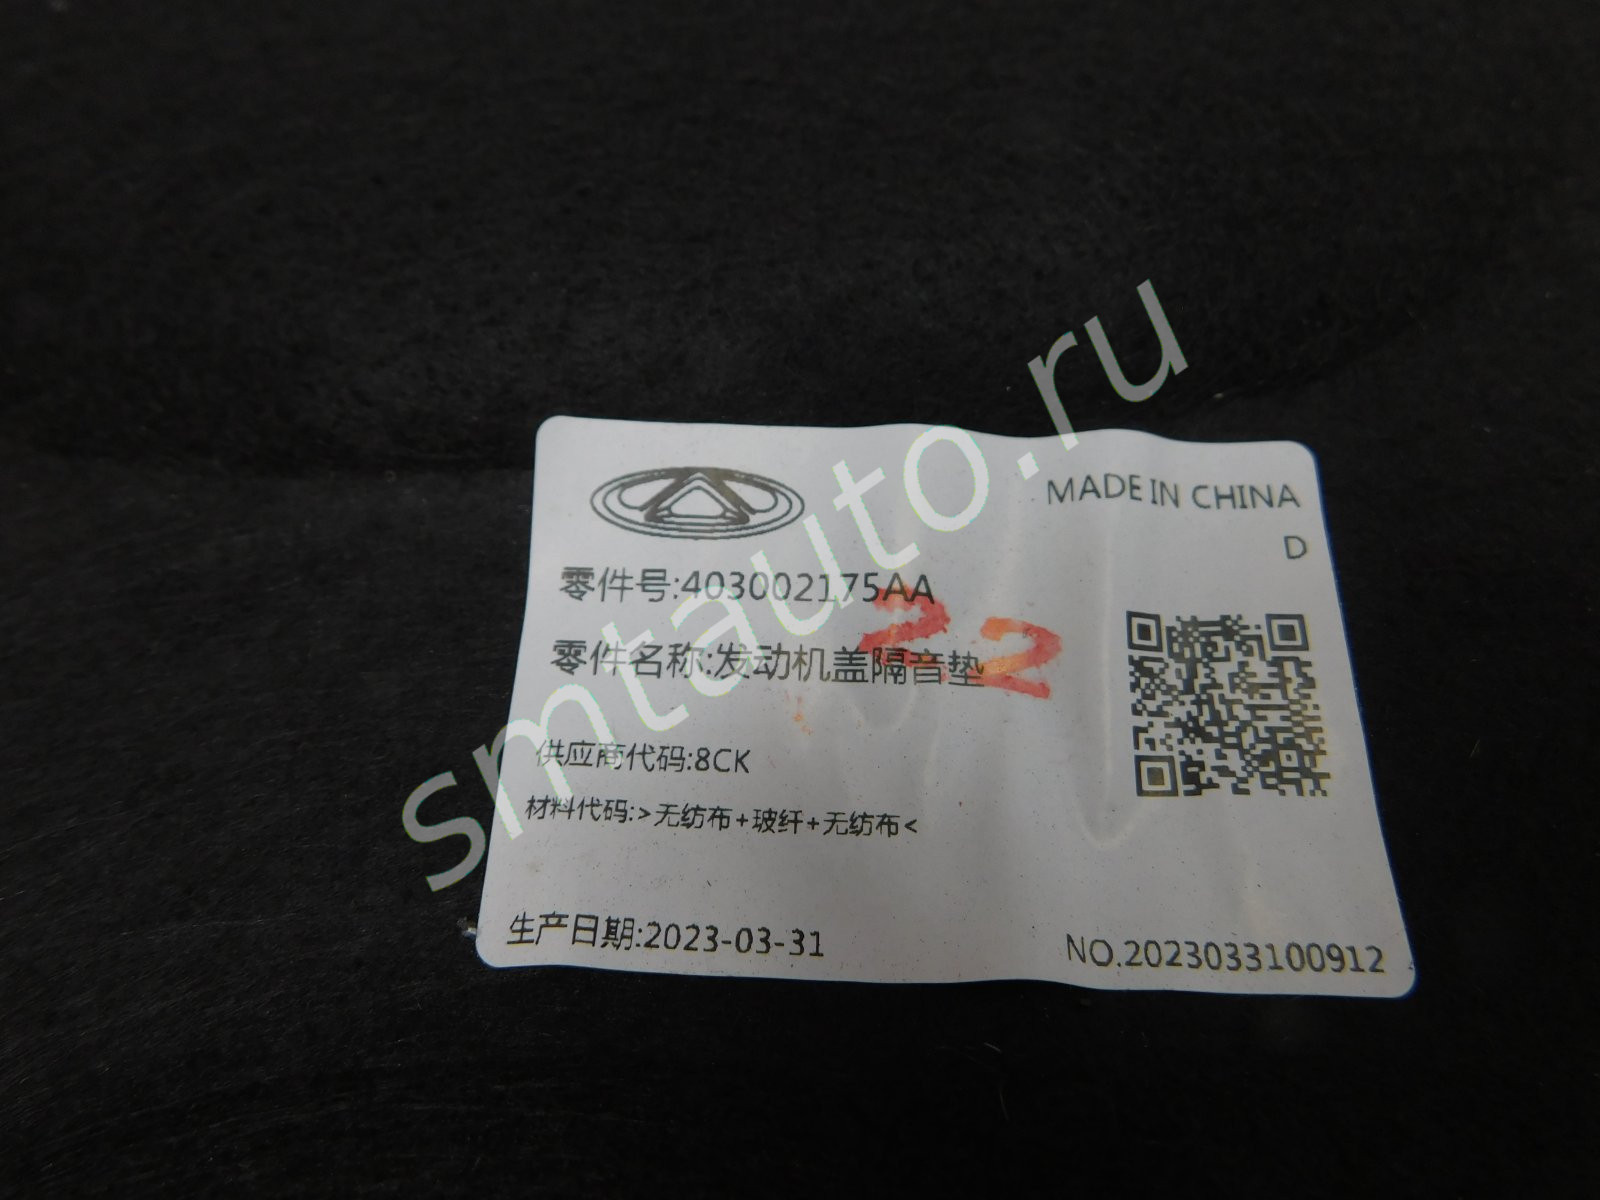 MADE IN CHINA
D
零件号:403002175AA
22
零件名称:发动机盖隔音垫
供应商代码:8CK
材料代码:>无纺布+玻纤+无纺布<
生产日期:2023-03-31
NO.2023033100912
smtauto.ru